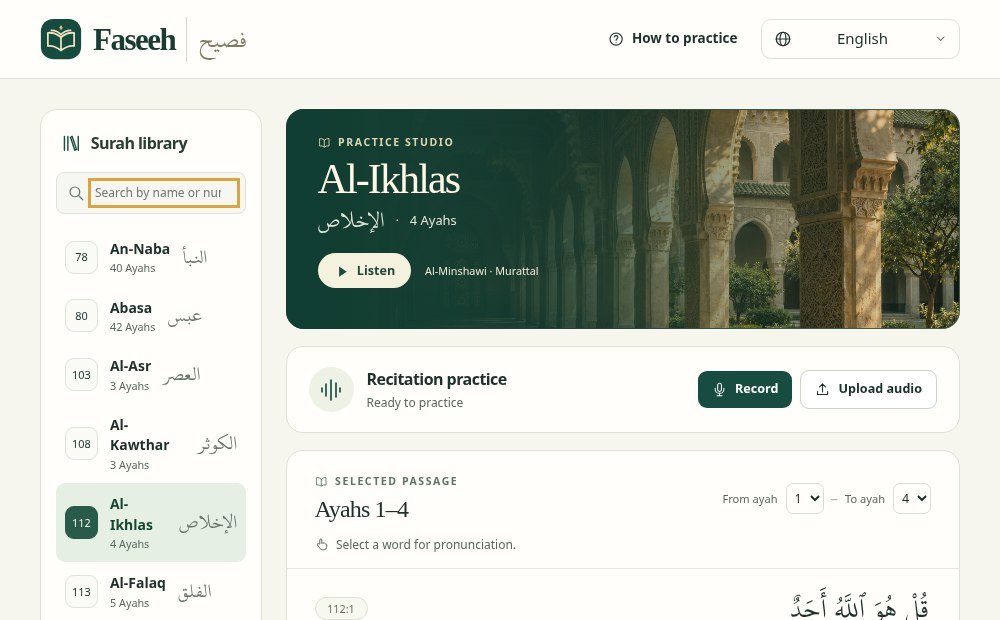 Faseeh فصيح
How to practice
English
Surah library
Search by name or nur
78 An-Naba النبأ
40 Ayahs
80 Abasa عبس
42 Ayahs
103 Al-Asr العصر
3 Ayahs
108 Al-
Kawthar الكوثر
3 Ayahs
112 Al-
Ikhlas الإخلاص
4 Ayahs
113 Al-Falaq الفلق
5 Ayahs
PRACTICE STUDIO
Al-Ikhlas
الإخلاص · 4 Ayahs
Listen Al-Minshawi · Murattal
Recitation practice
Ready to practice
Record Upload audio
SELECTED PASSAGE
Ayahs 1–4
From ayah 1 – To ayah 4
Select a word for pronunciation.
112:1
قُلْ هُوَ ٱللَّهُ أَحَدٌ